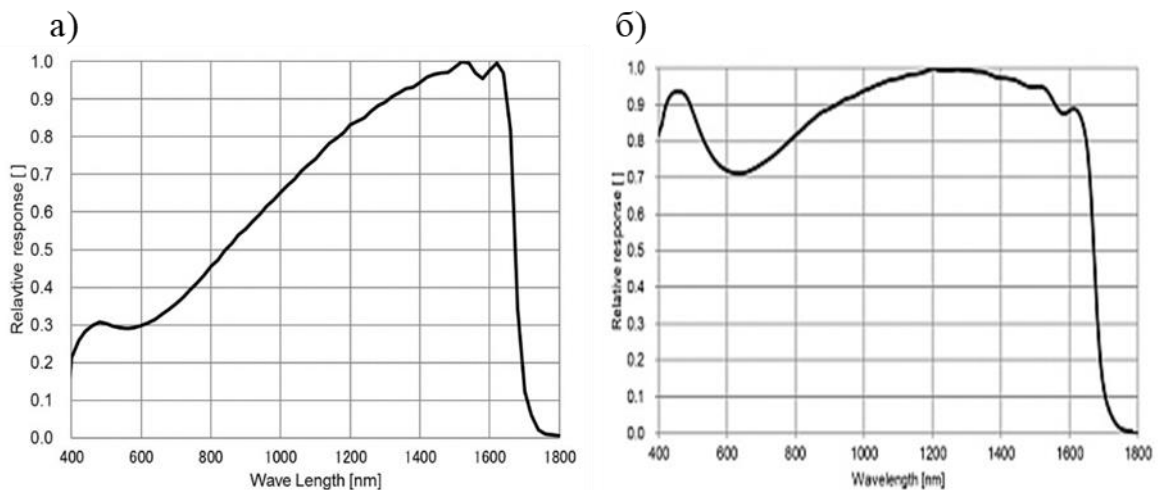 а)
1.0
0.9
0.8
0.7
0.6
0.5
0.4
0.3
0.2
0.1
0.0
Relavtive response [ ]
400 600 800 1000 1200 1400 1600 1800
Wave Length [nm]
б)
1.0
0.9
0.8
0.7
0.6
0.5
0.4
0.3
0.2
0.1
0.0
Relative response [ ]
400 600 800 1000 1200 1400 1600 1800
Wavelength [nm]